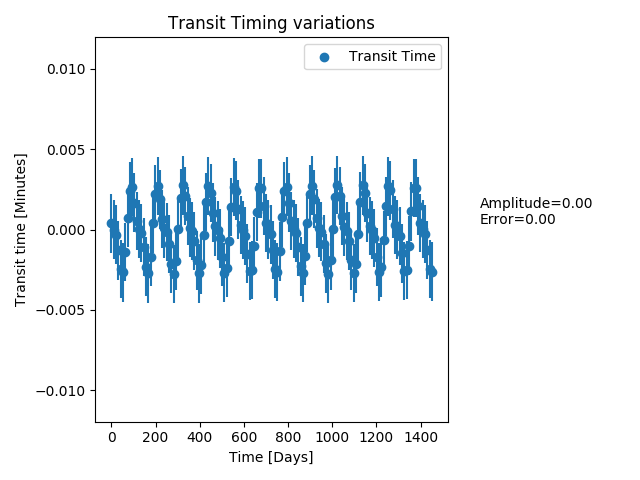 Transit Timing variations
Transit Time
0.010
0.005
0.000
−0.005
−0.010
Transit time [Minutes]
0 200 400 600 800 1000 1200 1400
Time [Days]
Amplitude=0.00
Error=0.00